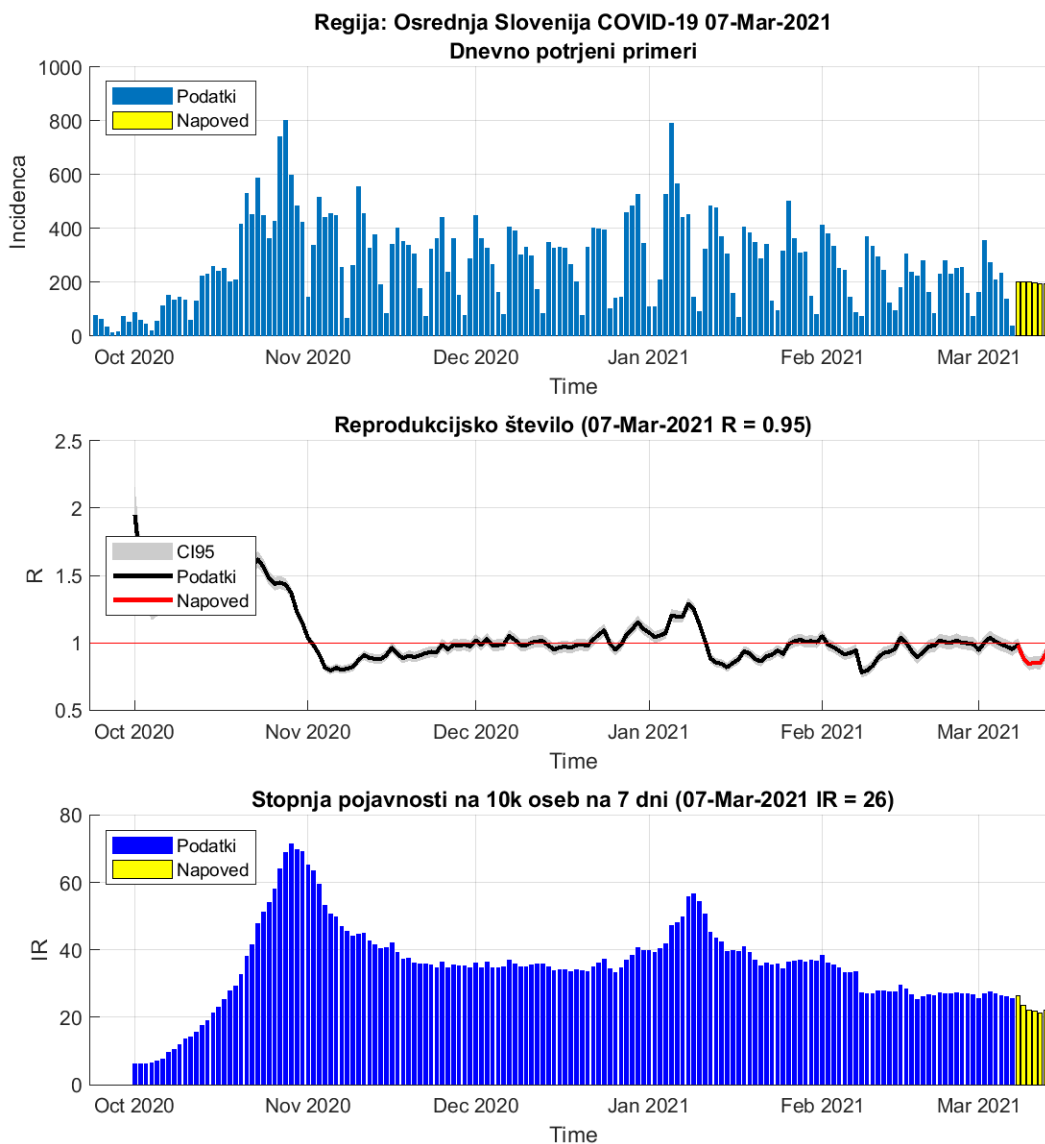 Regija: Osrednja Slovenija COVID-19 07-Mar-2021
Dnevno potrjeni primeri
1000
800
600
400
200
0
Incidenca
Podatki
Napoved
Oct 2020 Nov 2020 Dec 2020 Jan 2021 Feb 2021 Mar 2021
Time
Reprodukcijsko število (07-Mar-2021 R = 0.95)
2.5
2
1.5
1
0.5
R
CI95
Podatki
Napoved
Oct 2020 Nov 2020 Dec 2020 Jan 2021 Feb 2021 Mar 2021
Time
Stopnja pojavnosti na 10k oseb na 7 dni (07-Mar-2021 IR = 26)
80
60
40
20
0
IR
Podatki
Napoved
Oct 2020 Nov 2020 Dec 2020 Jan 2021 Feb 2021 Mar 2021
Time